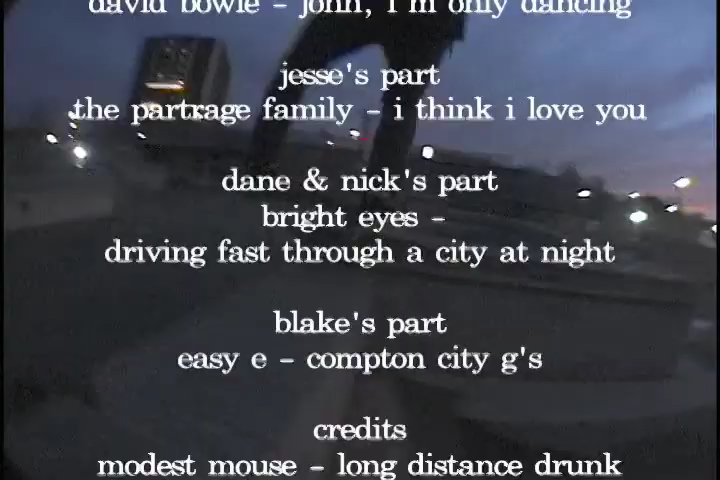 david bowie - john, i'm only dancing
jesse's part
the partrage family - i think i love you
dane & nick's part
bright eyes -
driving fast through a city at night
blake's part
easy e - compton city g's
credits
modest mouse - long distance drunk